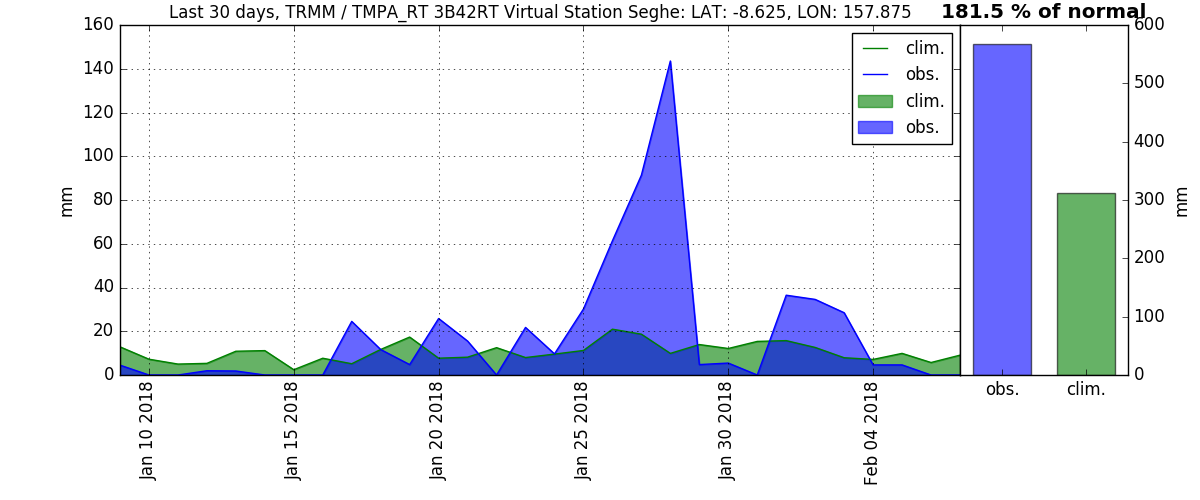 Last 30 days, TRMM / TMPA_RT 3B42RT Virtual Station Seghe: LAT: -8.625, LON: 157.875
181.5 % of normal
160
140
120
100
80
60
40
20
0
mm
clim.
obs.
clim.
obs.
Jan 10 2018
Jan 15 2018
Jan 20 2018
Jan 25 2018
Jan 30 2018
Feb 04 2018
600
500
400
300
200
100
0
mm
obs.
clim.